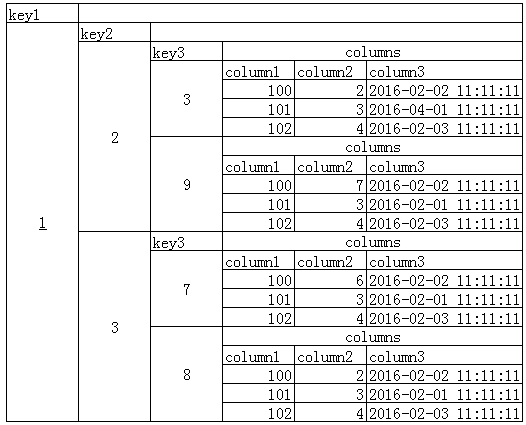 key1
key2
key3 columns
column1 column2 column3
100 2 2016-02-02 11:11:11
3 101 3 2016-04-01 11:11:11
102 4 2016-02-03 11:11:11
2 columns
column1 column2 column3
9 100 7 2016-02-02 11:11:11
101 3 2016-02-01 11:11:11
102 4 2016-02-03 11:11:11
1
key3 columns
column1 column2 column3
7 100 6 2016-02-02 11:11:11
101 3 2016-02-01 11:11:11
102 4 2016-02-03 11:11:11
3 columns
column1 column2 column3
8 100 2 2016-02-02 11:11:11
101 3 2016-02-01 11:11:11
102 4 2016-02-03 11:11:11